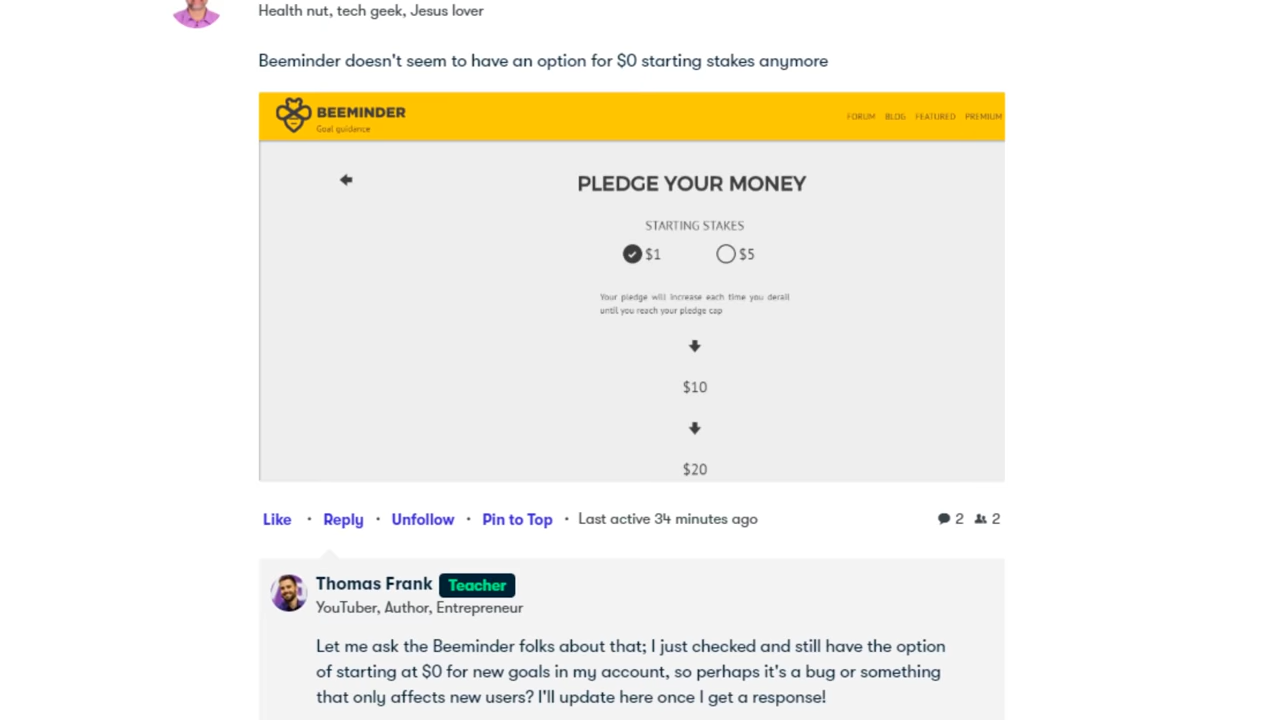 Health nut, tech geek, Jesus lover
Beeminder doesn't seem to have an option for $0 starting stakes anymore
BEEMINDER
Goal guidance
FORUM BLOG FEATURED PREMIUM
PLEDGE YOUR MONEY
STARTING STAKES
$1 $5
Your pledge will increase each time you derail
until you reach your pledge cap
$10
$20
Like · Reply · Unfollow · Pin to Top · Last active 34 minutes ago 2 2
Thomas Frank Teacher
YouTuber, Author, Entrepreneur
Let me ask the Beeminder folks about that; I just checked and still have the option
of starting at $0 for new goals in my account, so perhaps it's a bug or something
that only affects new users? I'll update here once I get a response!